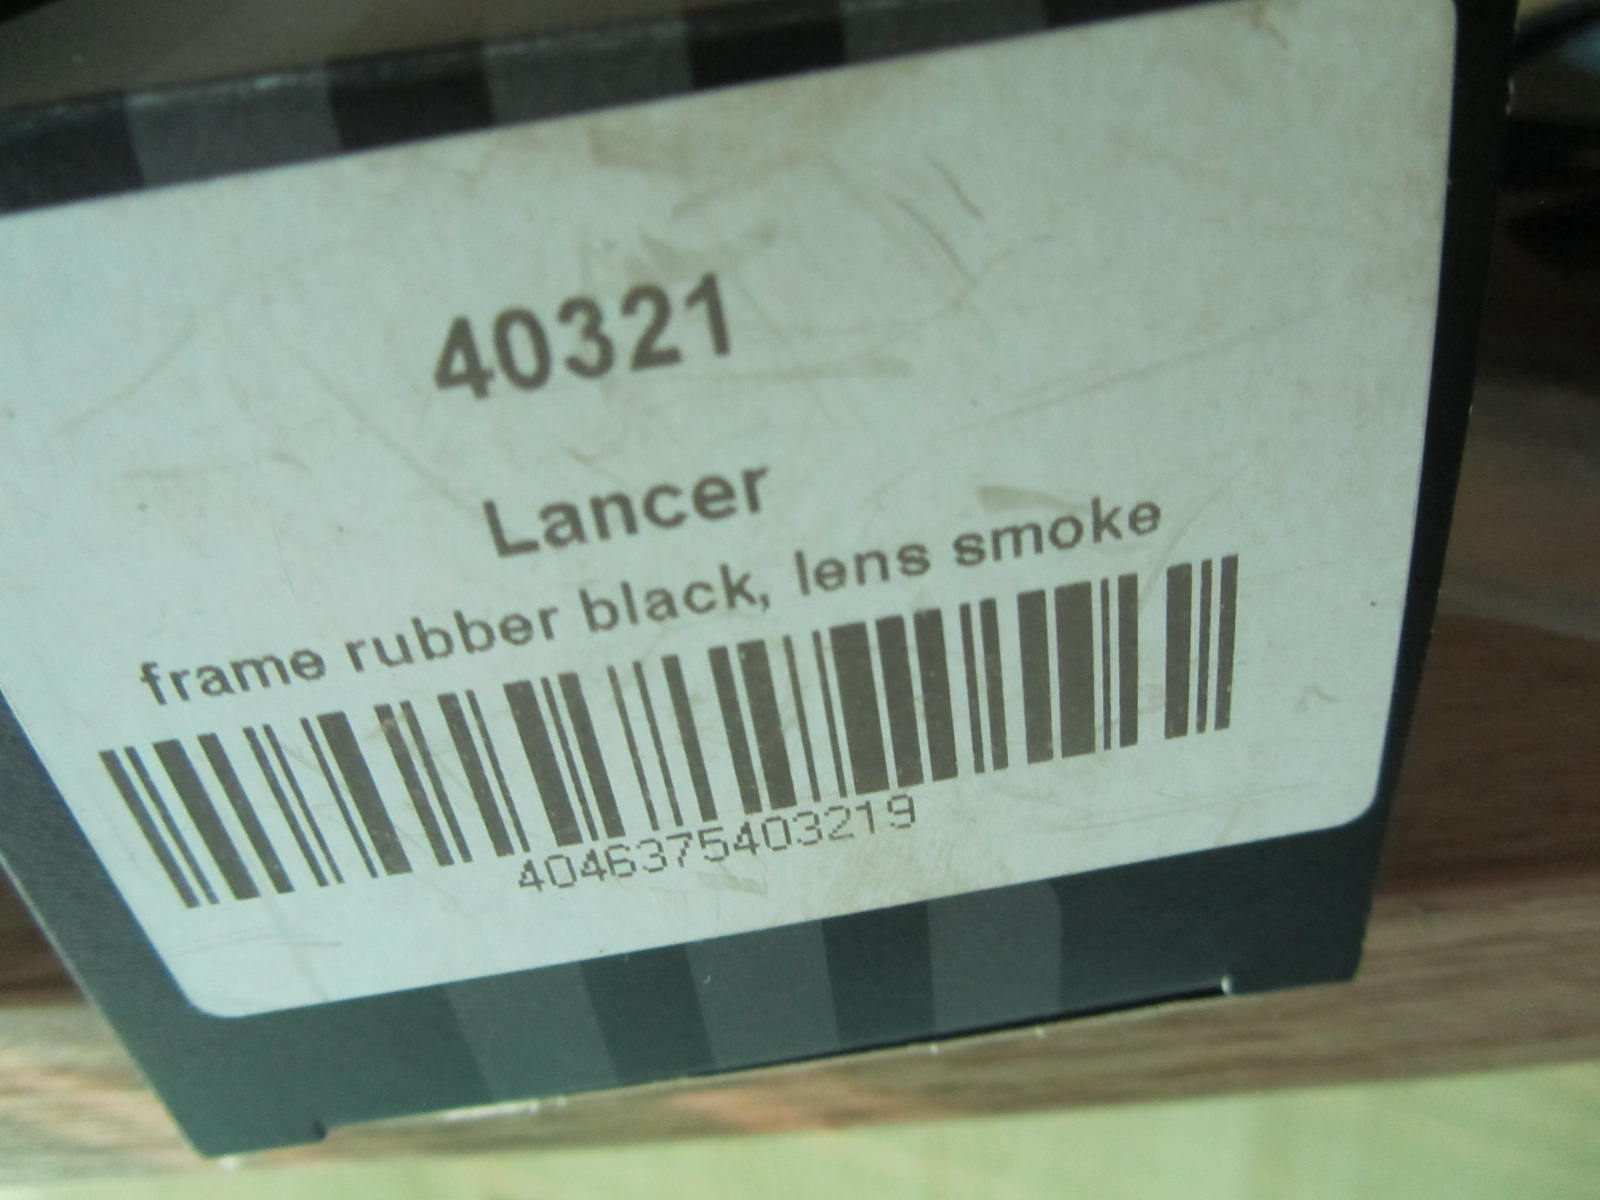 40321
Lancer
frame rubber black, lens smoke
4046375403219